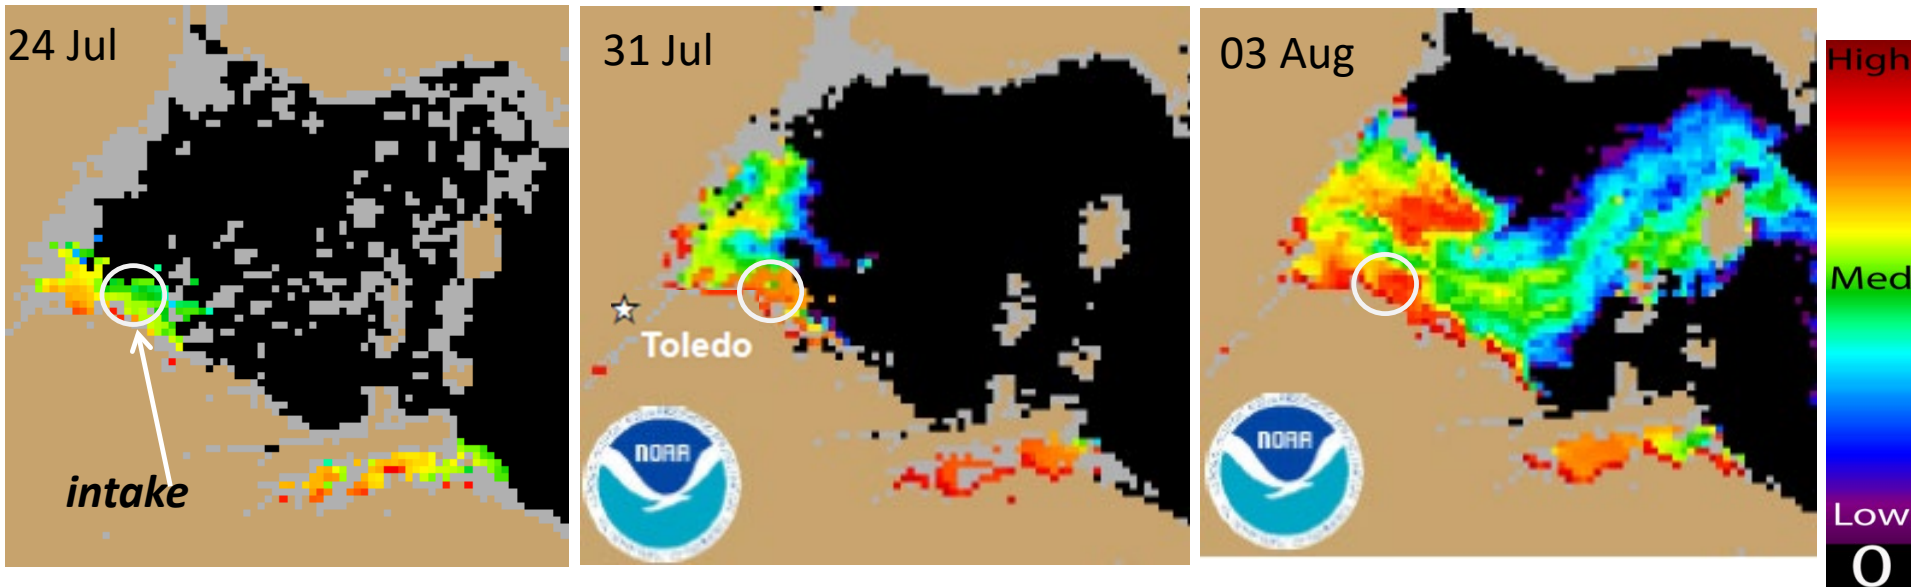 24 Jul
intake
31 Jul
Toledo
NOAA
03 Aug
NOAA
High
Med
Low
0